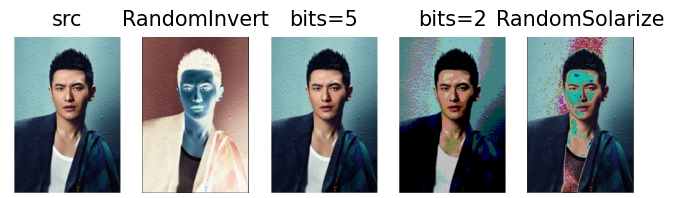 src
RandomInvert
bits=5
bits=2
RandomSolarize